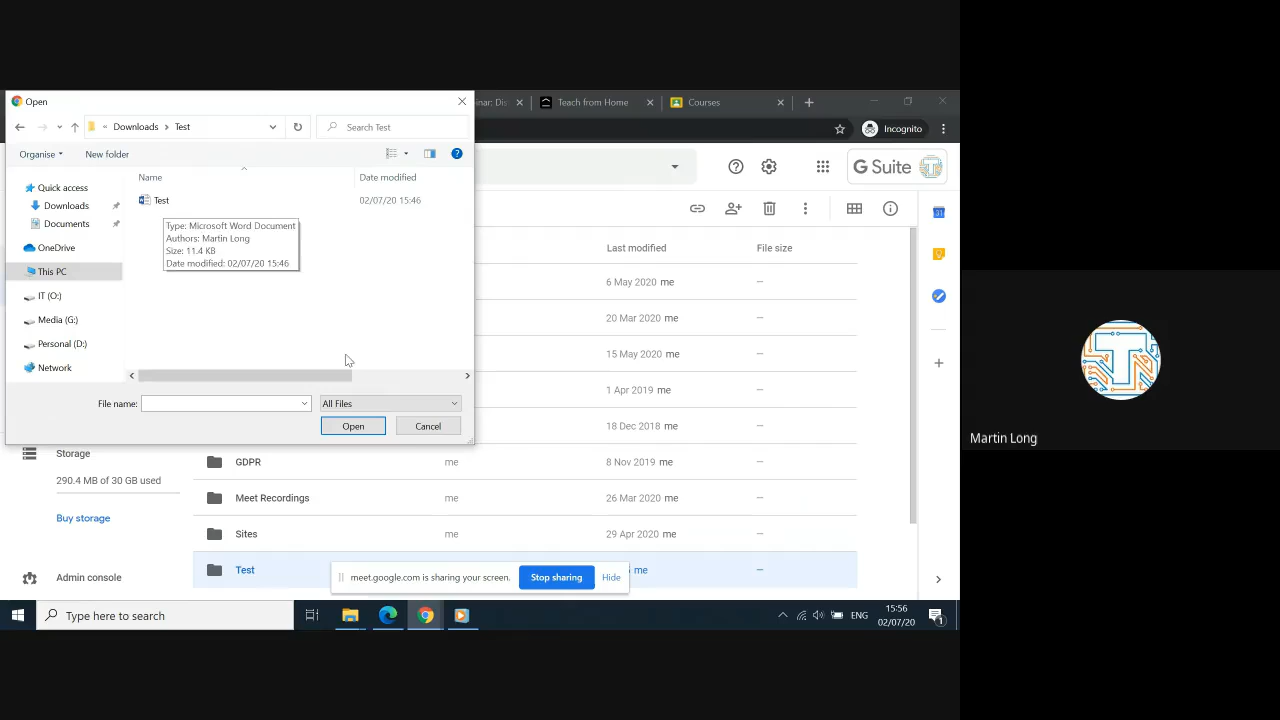 Open
inar: Dis
Teach from Home
Courses
« Downloads > Test
Search Test
Incognito
Organise
New folder
G Suite
Name
Date modified
Test
02/07/20 15:46
Type: Microsoft Word Document
Authors: Martin Long
Size: 11.4 KB
Date modified: 02/07/20 15:46
Quick access
Downloads
Documents
OneDrive
This PC
IT (O:)
Media (G:)
Personal (D:)
Network
File name:
All Files
Open
Cancel
Last modified
File size
6 May 2020 me
–
20 Mar 2020 me
–
15 May 2020 me
–
1 Apr 2019 me
–
18 Dec 2018 me
–
Storage
290.4 MB of 30 GB used
Buy storage
Admin console
GDPR
me
8 Nov 2019 me
–
Meet Recordings
me
26 Mar 2020 me
–
Sites
me
29 Apr 2020 me
–
Test
me
–
meet.google.com is sharing your screen.
Stop sharing
Hide
Type here to search
ENG
15:56
02/07/20
1
Martin Long